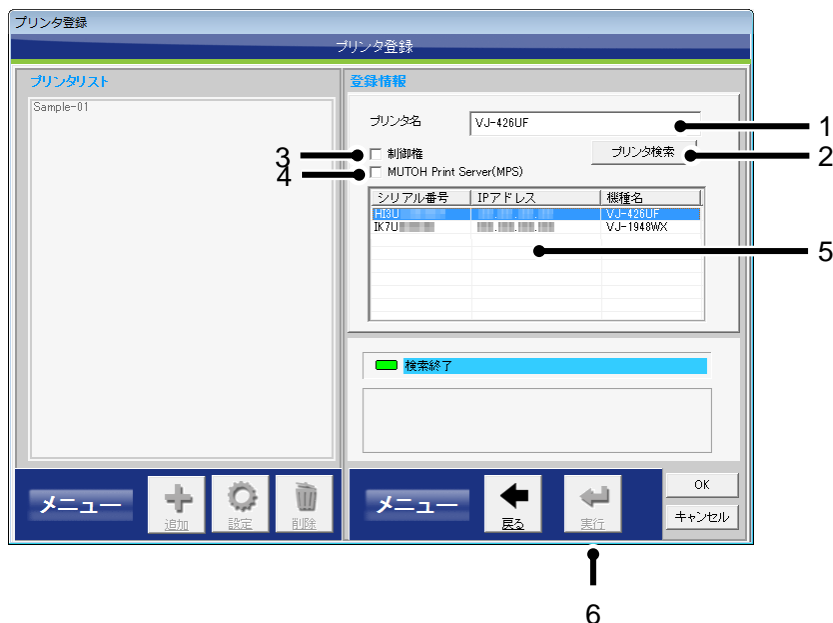 プリンタ登録
プリンタ登録
プリンタリスト
Sample-01
登録情報
プリンタ名
VJ-426UF
1
制御権
プリンタ検索
2
3
MUTOH Print Server(MPS)
4
シリアル番号 IPアドレス 機種名
HI3U VJ-426UF
IK7U VJ-1948WX
5
検索終了
メニュー
追加
設定
削除
メニュー
戻る
実行
OK
キャンセル
6